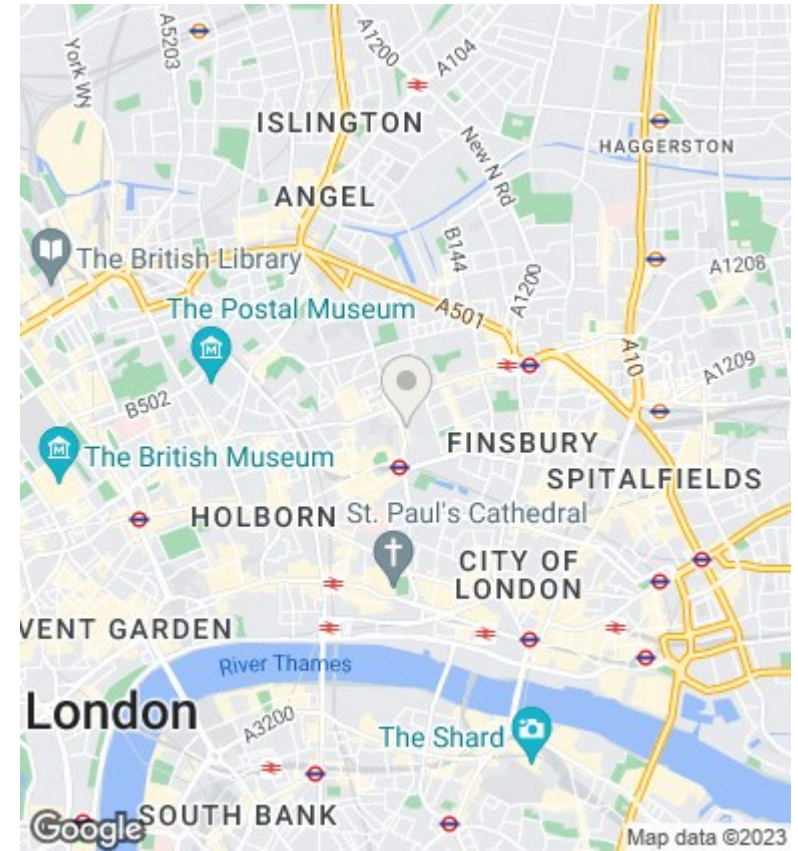 York WY
A5203
A1200
A104
ISLINGTON
New N Rd
HAGGERSTON
ANGEL
B144
The British Library
A1208
A1200
The Postal Museum
A501
A10
A1209
B502
FINSBURY
The British Museum
SPITALFIELDS
HOLBORN
St. Paul's Cathedral
CITY OF
LONDON
VENT GARDEN
River Thames
London
A3200
The Shard
SOUTH BANK
Google
Map data ©2023